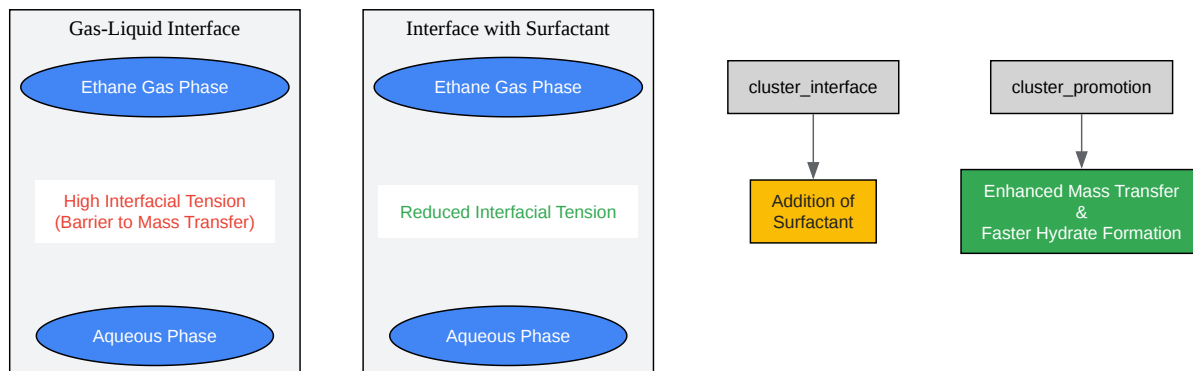 Gas-Liquid Interface
Ethane Gas Phase
High Interfacial Tension
(Barrier to Mass Transfer)
Aqueous Phase
Interface with Surfactant
Ethane Gas Phase
Reduced Interfacial Tension
Aqueous Phase
cluster_interface
Addition of
Surfactant
cluster_promotion
Enhanced Mass Transfer
&
Faster Hydrate Formation